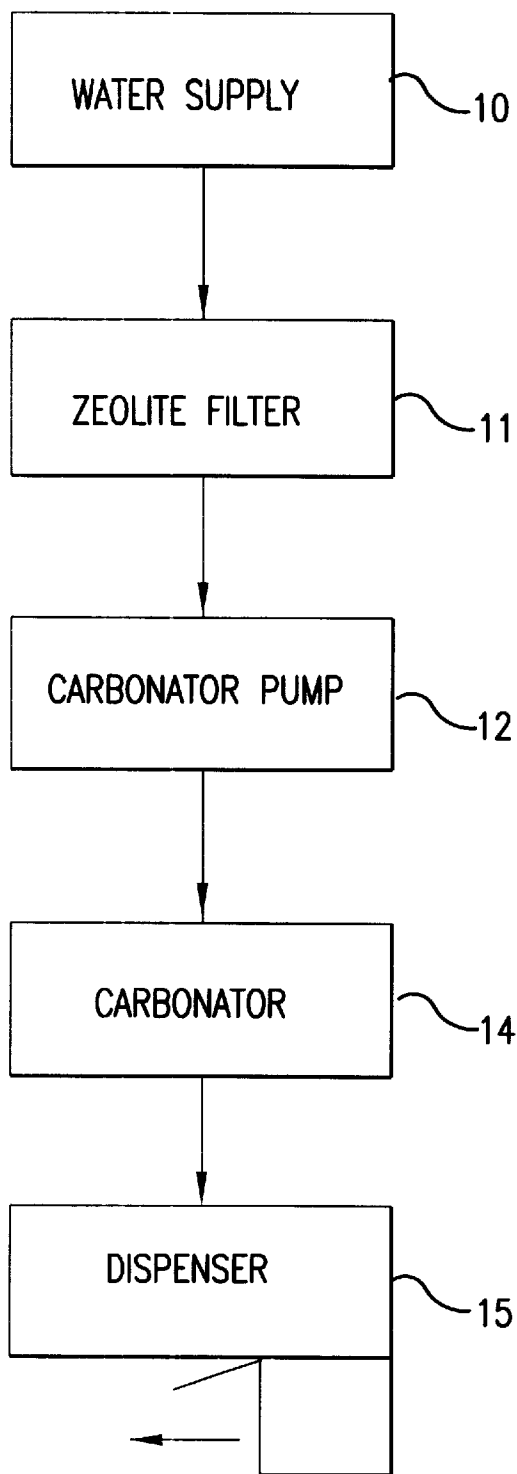 WATER SUPPLY
10
ZEOLITE FILTER
11
CARBONATOR PUMP
12
CARBONATOR
14
DISPENSER
15